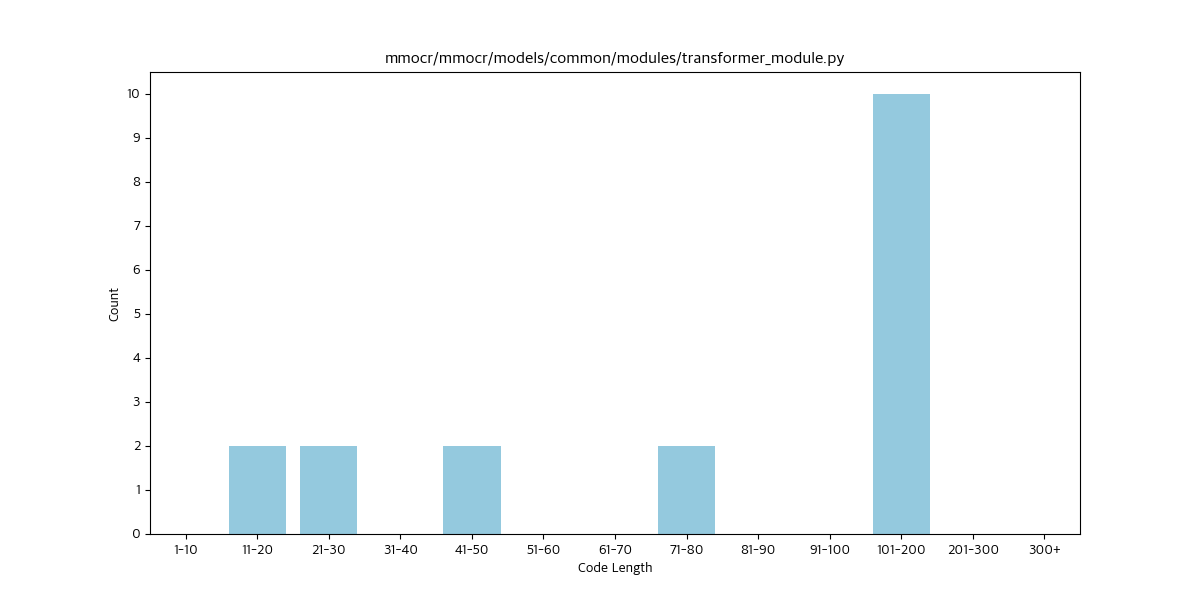 mmocr/mmocr/models/common/modules/transformer_module.py
10
9
8
7
6
5
4
3
2
1
0
Count
1-10 11-20 21-30 31-40 41-50 51-60 61-70 71-80 81-90 91-100 101-200 201-300 300+
Code Length